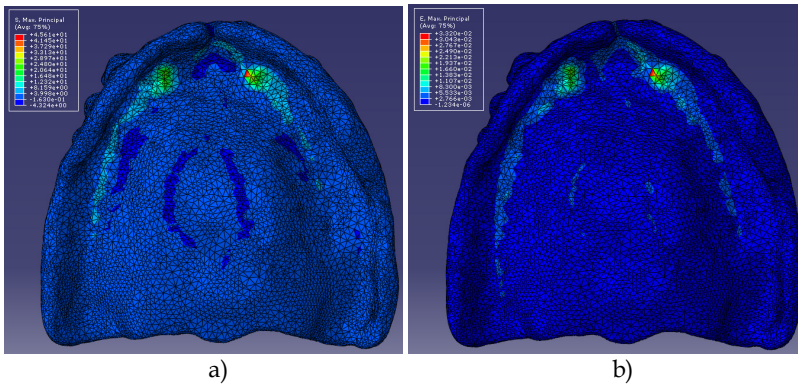 S, Max. Principal
(Avg: 75%)
+4.561e+01
+4.145e+01
+3.729e+01
+3.313e+01
+2.897e+01
+2.480e+01
+2.064e+01
+1.648e+01
+1.232e+01
+8.159e+00
+3.998e+00
-1.630e-01
-4.324e+00
E, Max. Principal
(Avg: 75%)
+3.320e-02
+3.043e-02
+2.767e-02
+2.490e-02
+2.213e-02
+1.937e-02
+1.660e-02
+1.383e-02
+1.107e-02
+8.300e-03
+5.533e-03
+2.766e-03
-1.234e-06
a)
b)